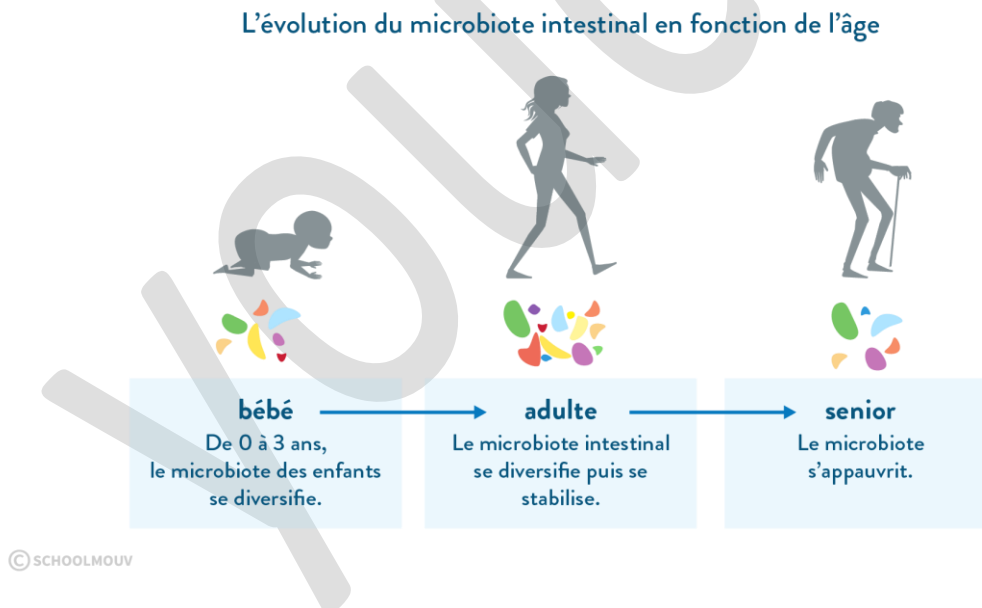 L'évolution du microbiote intestinal en fonction de l'âge
bébé
De 0 à 3 ans,
le microbiote des enfants
se diversifie.
adulte
Le microbiote intestinal
se diversifie puis se
stabilise.
senior
Le microbiote
s'appauvrit.
© SCHOOLMOUV